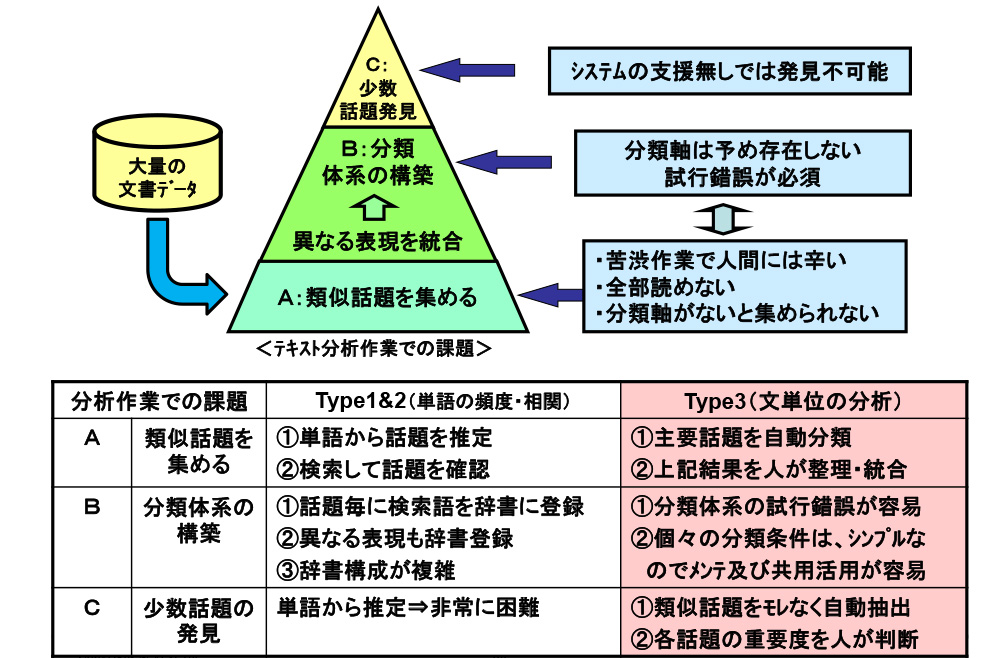 C:
少数
話題発見
システムの支援無しでは発見不可能
大量の
文書データ
B:分類
体系の構築
異なる表現を統合
分類軸は予め存在しない
試行錯誤が必須
A:類似話題を集める
・苦渋作業で人間には辛い
・全部読めない
・分類軸がないと集められない
＜テキスト分析作業での課題＞
分析作業での課題 Type1&2(単語の頻度・相関) Type3(文単位の分析)
A 類似話題を
集める
①単語から話題を推定
②検索して話題を確認
①主要話題を自動分類
②上記結果を人が整理・統合
B 分類体系の
構築
①話題毎に検索語を辞書に登録
②異なる表現も辞書登録
③辞書構成が複雑
①分類体系の試行錯誤が容易
②個々の分類条件は、シンプルな
のでメンテ及び共用活用が容易
C 少数話題の
発見
単語から推定⇒非常に困難
①類似話題をモレなく自動抽出
②各話題の重要度を人が判断